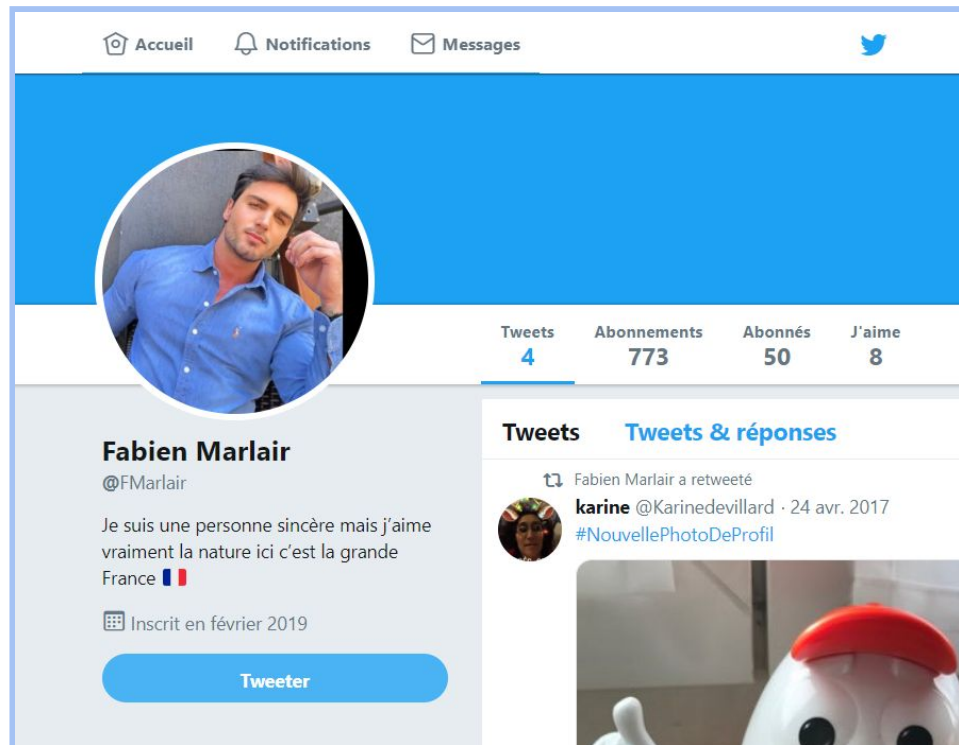 Accueil Notifications Messages
Tweets Abonnements Abonnés J'aime
4 773 50 8
Fabien Marlair
@FMarlair
Je suis une personne sincère mais j’aime
vraiment la nature ici c’est la grande
France 🇫🇷
Inscrit en février 2019
Tweeter
Tweets Tweets & réponses
Fabien Marlair a retweeté
karine @Karinedevillard · 24 avr. 2017
#NouvellePhotoDeProfil